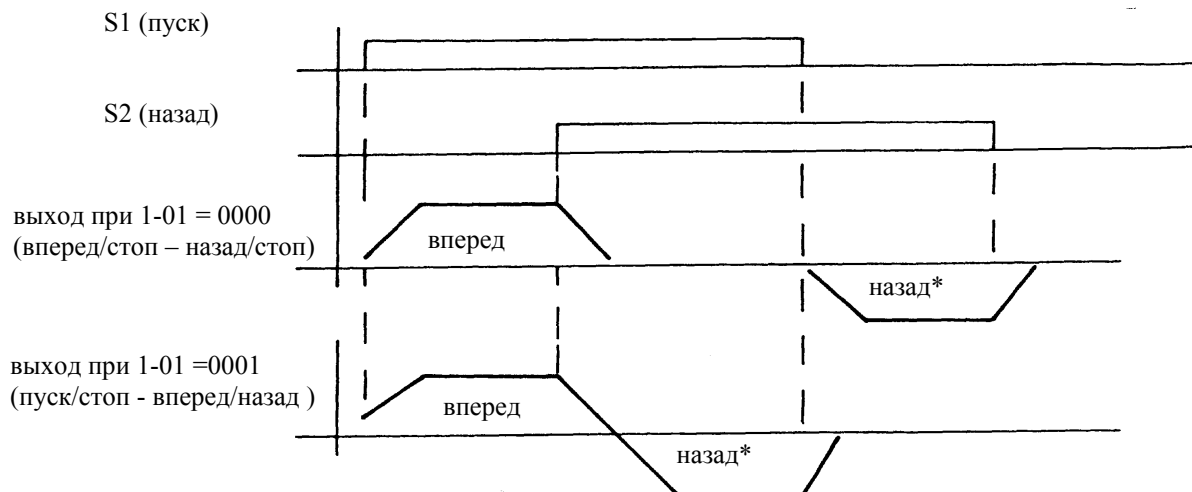 S1 (пуск)
S2 (назад)
выход при 1-01 = 0000
(вперед/стоп – назад/стоп)
вперед
назад*
выход при 1-01 =0001
(пуск/стоп - вперед/назад )
вперед
назад*